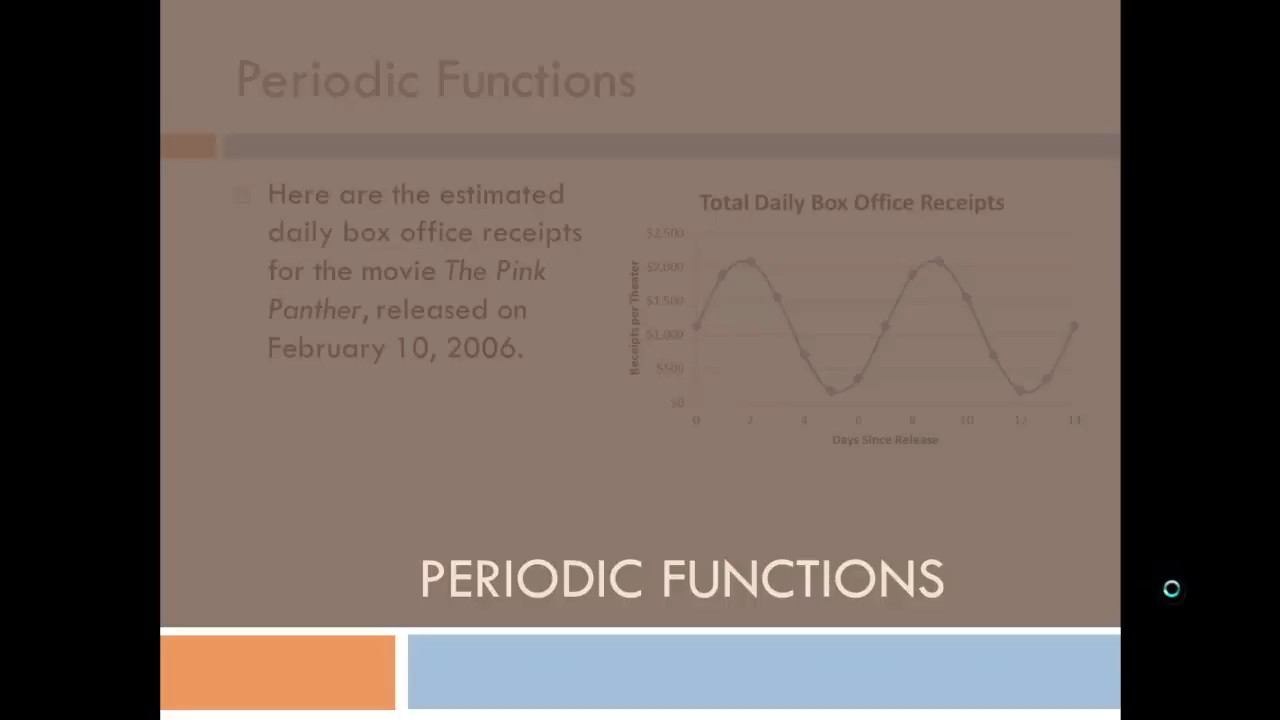 Periodic Functions
Here are the estimated
daily box office receipts
for the movie The Pink
Panther, released on
February 10, 2006.
Total Daily Box Office Receipts
Receipts per Theater
$2,500
$2,000
$1,500
$1,000
$500
$0
0 2 4 6 8 10 12 14
Days Since Release
PERIODIC FUNCTIONS